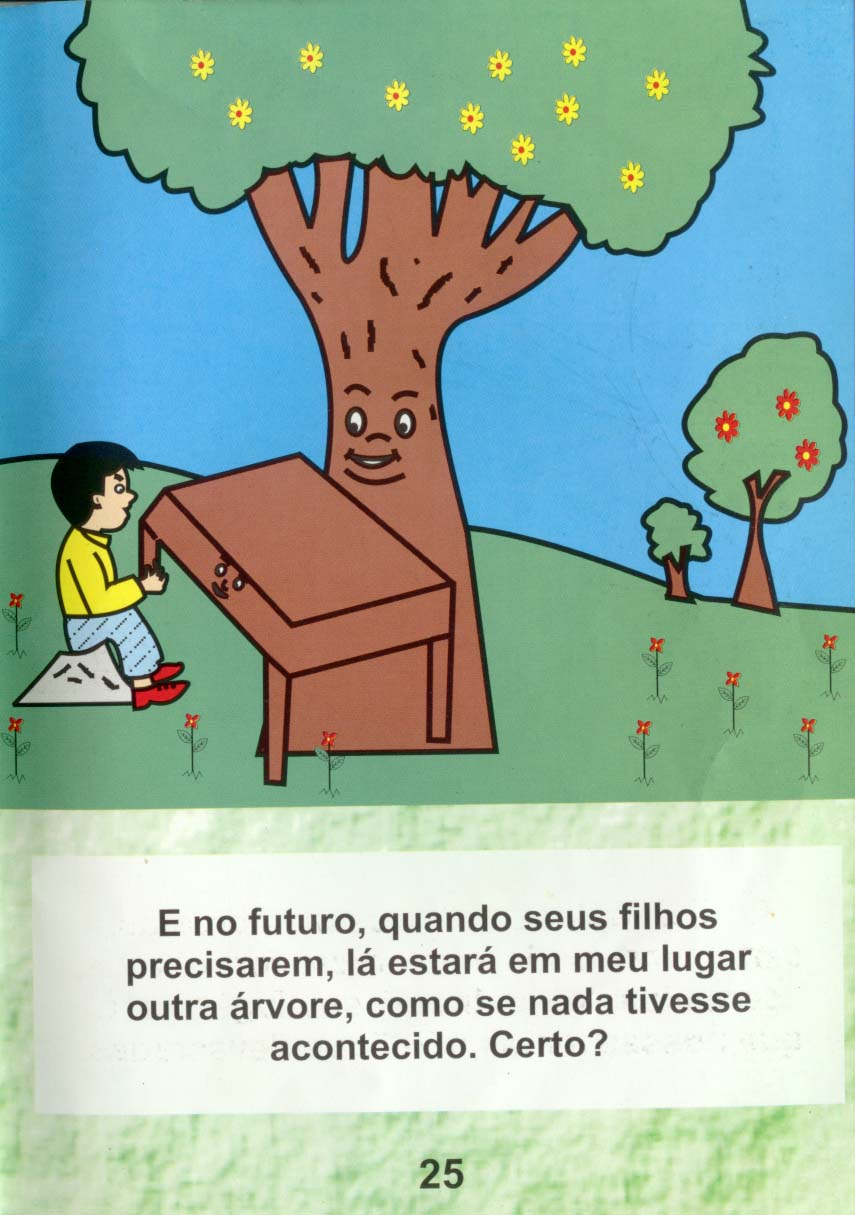 E no futuro, quando seus filhos
precisarem, lá estará em meu lugar
outra árvore, como se nada tivesse
acontecido. Certo?
25